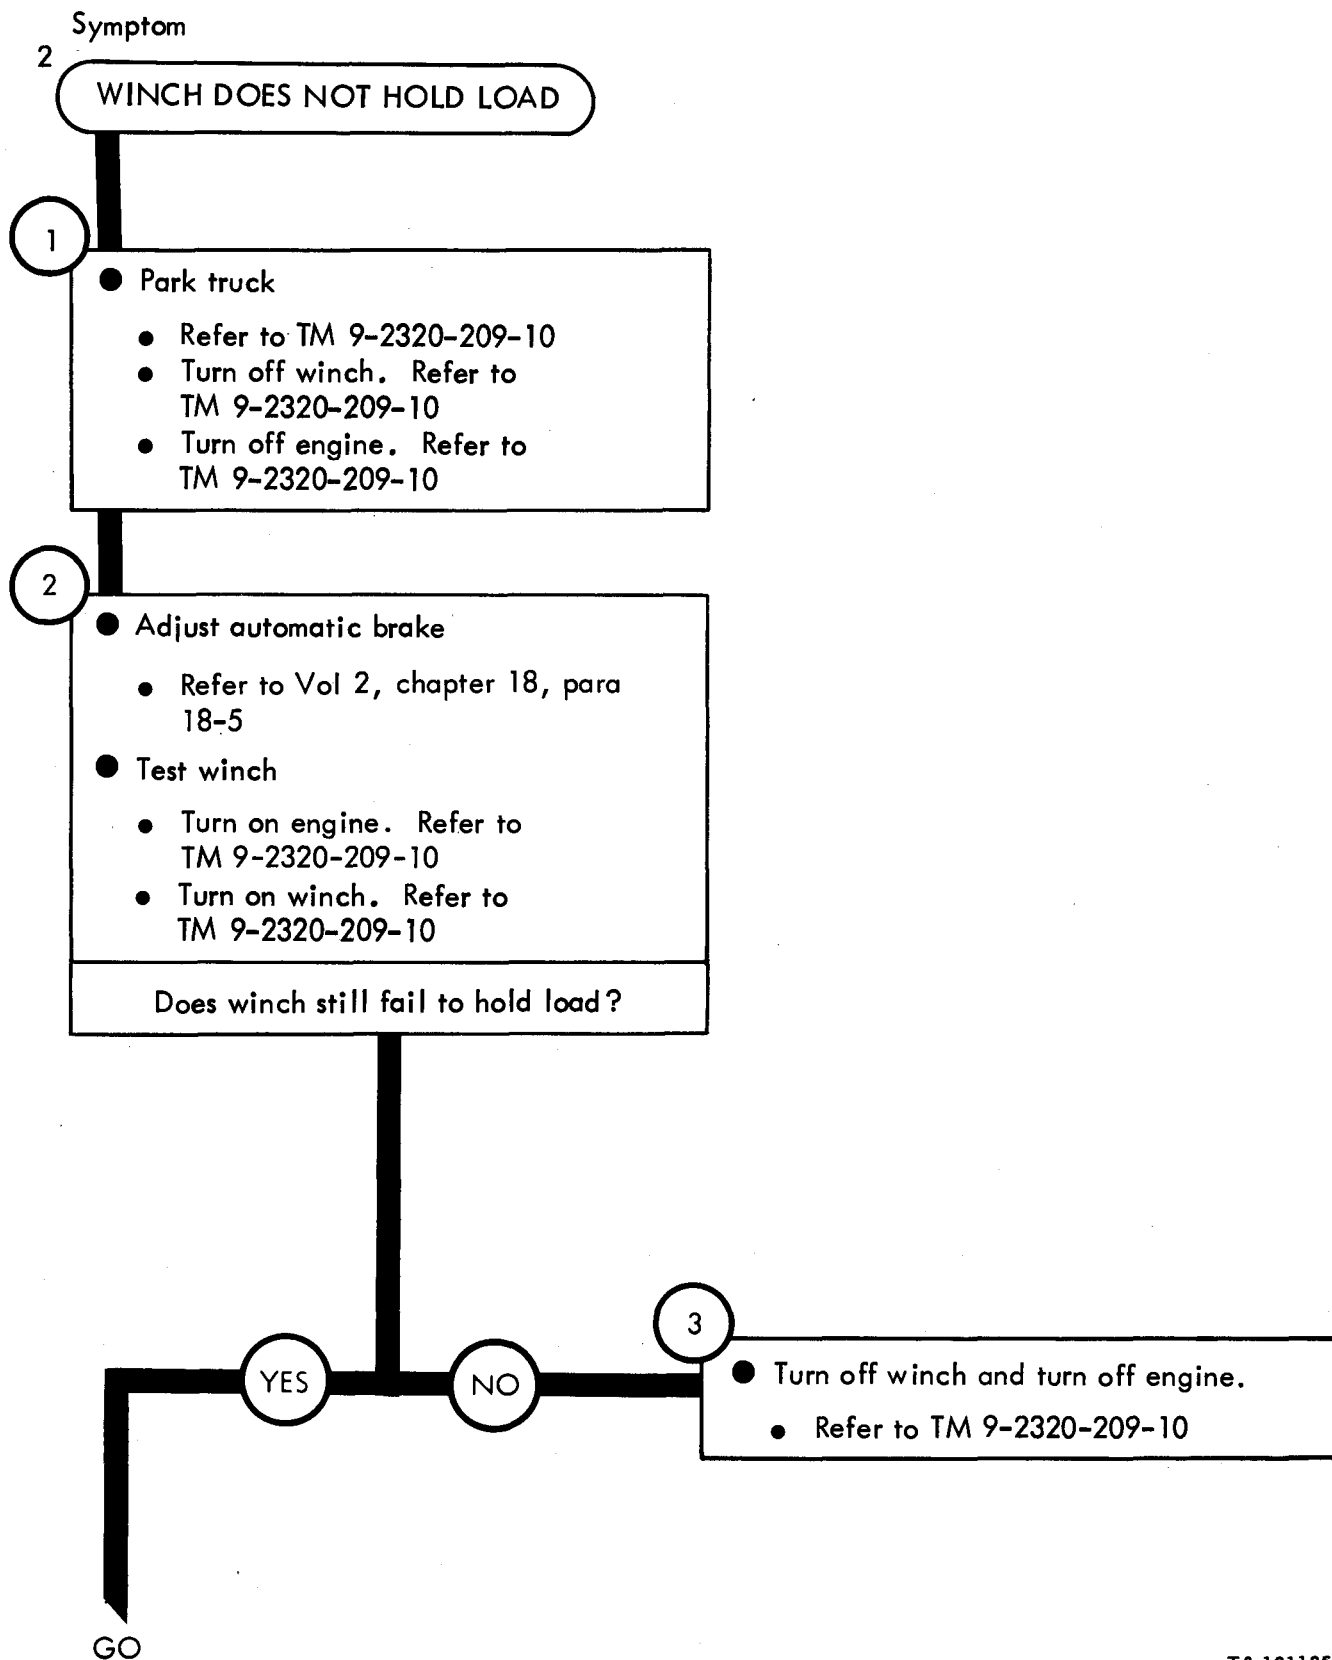 Symptom
2
WINCH DOES NOT HOLD LOAD
1
● Park truck
● Refer to TM 9-2320-209-10
● Turn off winch. Refer to
TM 9-2320-209-10
● Turn off engine. Refer to
TM 9-2320-209-10
2
● Adjust automatic brake
● Refer to Vol 2, chapter 18, para
18-5
● Test winch
● Turn on engine. Refer to
TM 9-2320-209-10
● Turn on winch. Refer to
TM 9-2320-209-10
Does winch still fail to hold load?
YES
NO
3
● Turn off winch and turn off engine.
● Refer to TM 9-2320-209-10
GO